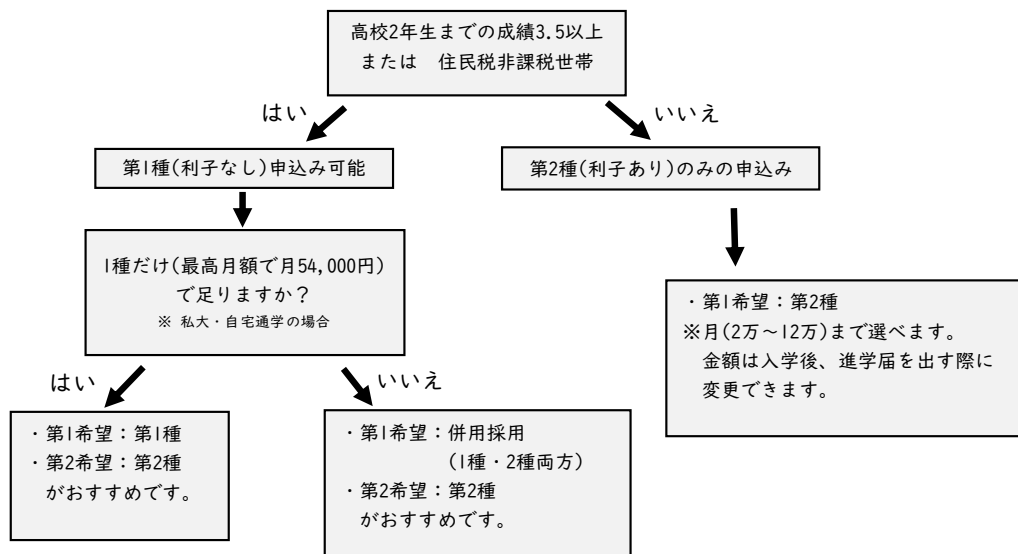 高校2年生までの成績3.5以上
または　住民税非課税世帯
はい
いいえ
第1種(利子なし)申込み可能
第2種(利子あり)のみの申込み
1種だけ(最高月額で月54,000円)
で足りますか？
※ 私大・自宅通学の場合
・第1希望：第2種
※月(2万～12万)まで選べます。
金額は入学後、進学届を出す際に
変更できます。
はい
いいえ
・第1希望：第1種
・第2希望：第2種
がおすすめです。
・第1希望：併用採用
(1種・2種両方)
・第2希望：第2種
がおすすめです。